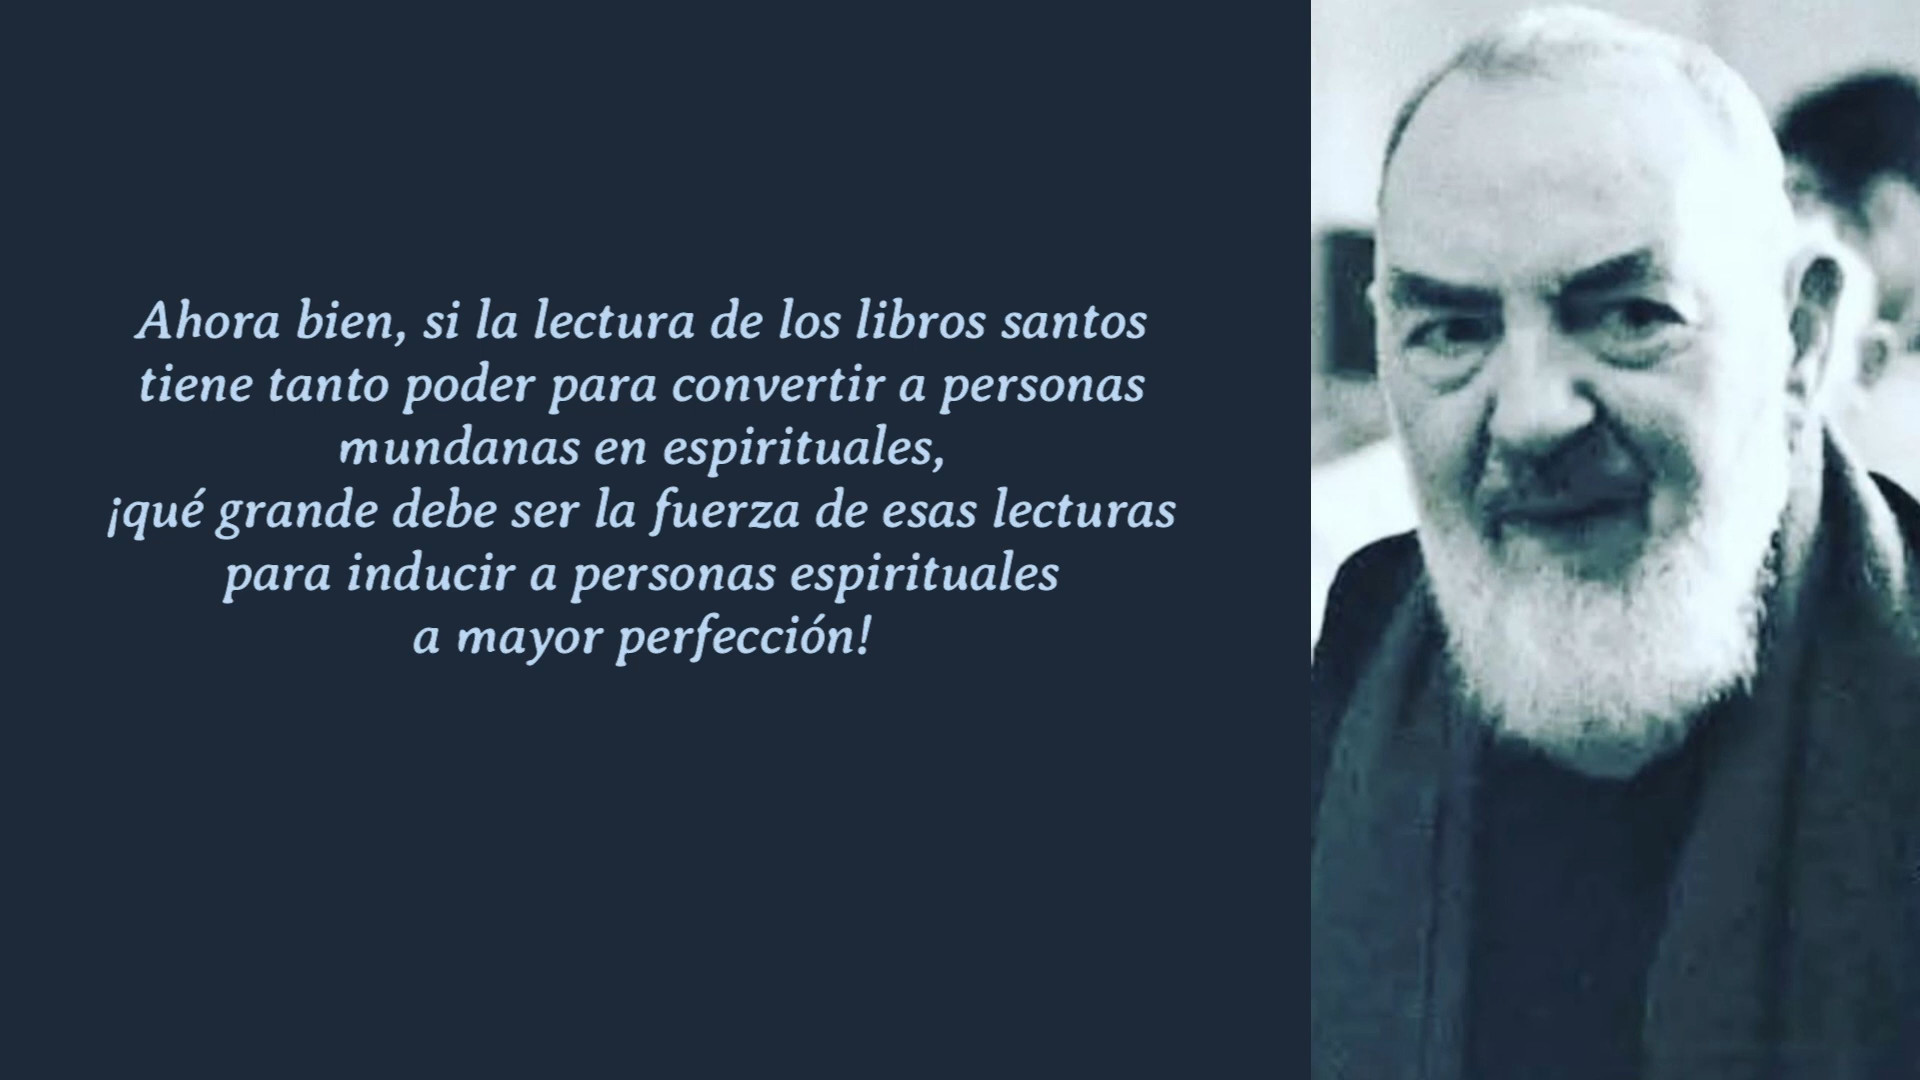 Ahora bien, si la lectura de los libros santos
tiene tanto poder para convertir a personas
mundanas en espirituales,
¡qué grande debe ser la fuerza de esas lecturas
para inducir a personas espirituales
a mayor perfección!